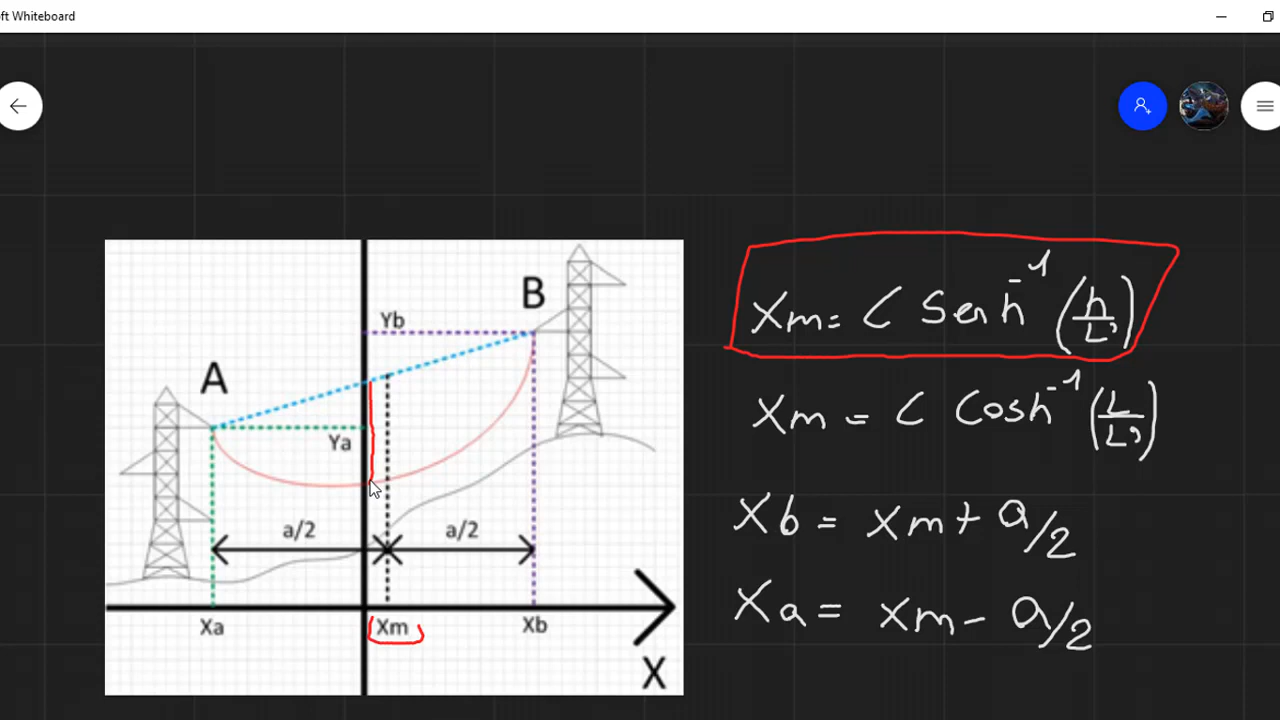 oft Whiteboard
B
Yb
A
Ya
a/2 a/2
Xa Xm Xb
X
Xm = C Senh⁻¹ (h/L')
Xm = C Cosh⁻¹ (L/L')
Xb = Xm + a/2
Xa = Xm - a/2